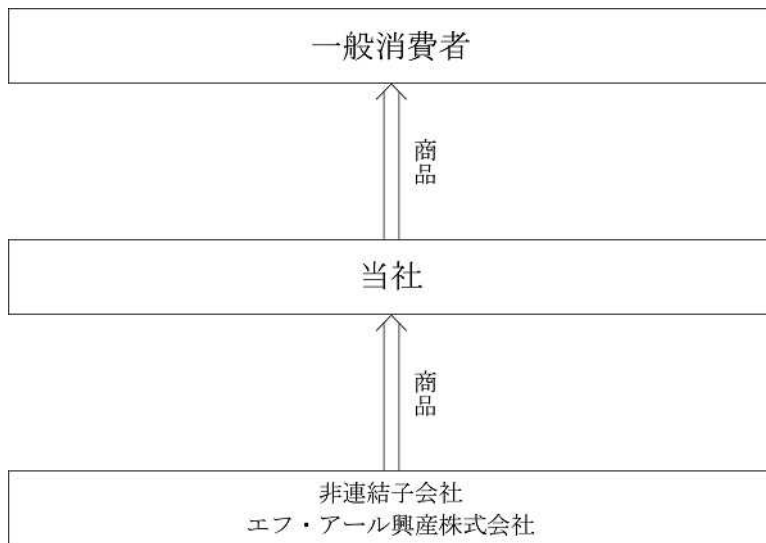 一般消費者
商品
当社
商品
非連結子会社
エフ・アール興産株式会社